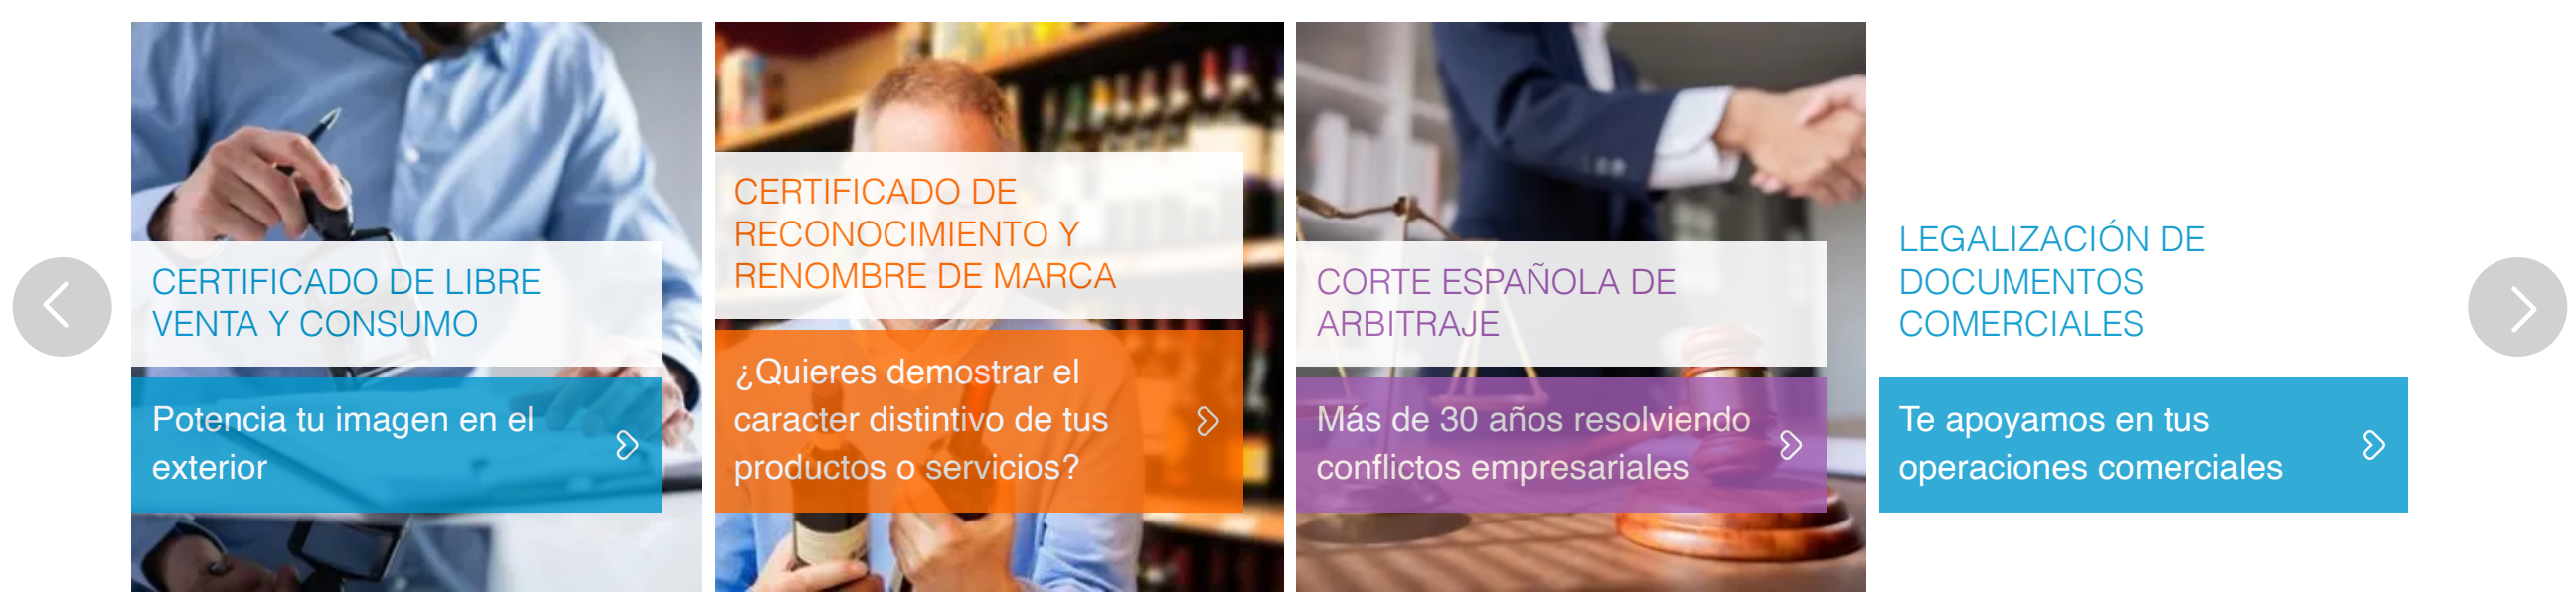 CERTIFICADO DE LIBRE
VENTA Y CONSUMO
Potencia tu imagen en el
exterior
CERTIFICADO DE
RECONOCIMIENTO Y
RENOMBRE DE MARCA
¿Quieres demostrar el
caracter distintivo de tus
productos o servicios?
CORTE ESPAÑOLA DE
ARBITRAJE
Más de 30 años resolviendo
conflictos empresariales
LEGALIZACIÓN DE
DOCUMENTOS
COMERCIALES
Te apoyamos en tus
operaciones comerciales